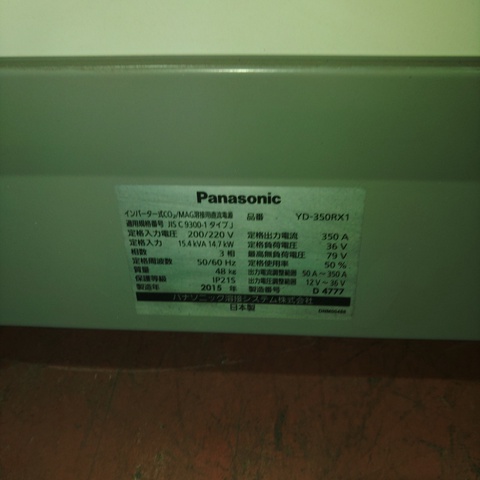 Panasonic
インバーター式CO₂/MAG溶接用直流電源 品番 YD-350RX1
適用規格番号 JIS C 9300-1 タイプJ 定格出力電流 350 A
定格入力電圧 200/220 V 定格負荷電圧 36 V
定格入力 15.4 kVA 14.7 kW 最高無負荷電圧 79 V
相数 3 相 定格使用率 50 %
定格周波数 50/60 Hz 出力電流調整範囲 50 A～350 A
質量 48 kg 出力電圧調整範囲 12 V～36 V
保護等級 IP21S 製造番号 D 4777
製造年 2015 年
パナソニック溶接システム株式会社
日本製